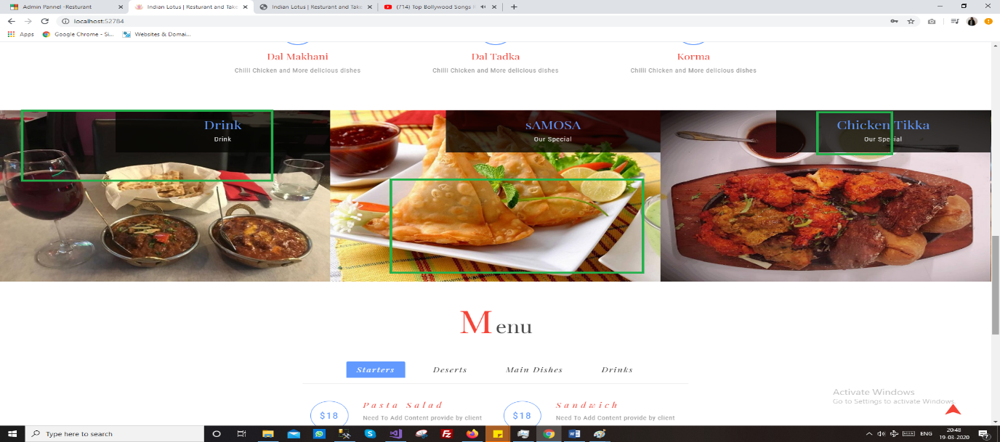 Admin Pannel -Resturant
Indian Lotus | Resturant and Take
Indian Lotus | Resturant and Take
(714) Top Bollywood Songs
localhost:52784
Apps
Google Chrome - Si...
Websites & Domai...
Dal Makhani
Dal Tadka
Korma
Chilli Chicken and More delicious dishes
Chilli Chicken and More delicious dishes
Chilli Chicken and More delicious dishes
Drink
Drink
sAMOSA
Our Special
Chicken Tikka
Our Special
Menu
Starters
Deserts
Main Dishes
Drinks
$18
Pasta Salad
Need To Add Content provide by client
$18
Sandwich
Need To Add Content provide by client
Activate Windows
Go to Settings to activate Windows.
Type here to search
ENG
20:48
19-03-2020